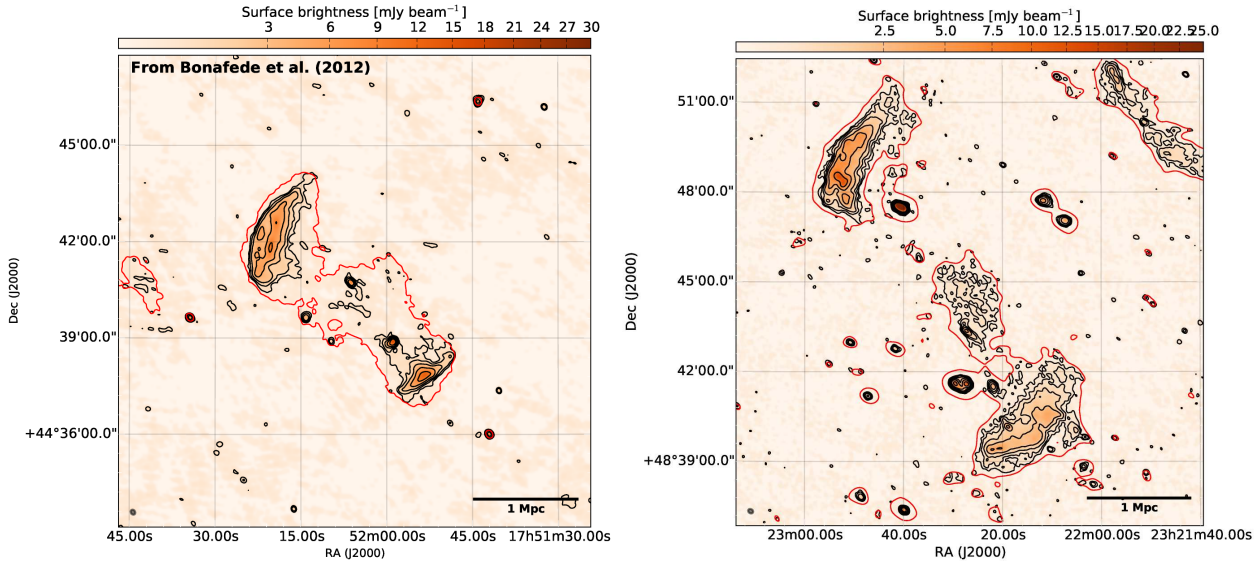 Surface brightness [mJy beam⁻¹]
3 6 9 12 15 18 21 24 27 30
From Bonafede et al. (2012)
45'00.0"
42'00.0"
39'00.0"
+44°36'00.0"
Dec (J2000)
1 Mpc
45.00s 30.00s 15.00s 52m00.00s 45.00s 17h51m30.00s
RA (J2000)
Surface brightness [mJy beam⁻¹]
2.5 5.0 7.5 10.0 12.5 15.0 17.5 20.0 22.5 25.0
51'00.0"
48'00.0"
45'00.0"
42'00.0"
+48°39'00.0"
Dec (J2000)
1 Mpc
23m00.00s 40.00s 20.00s 22m00.00s 23h21m40.00s
RA (J2000)